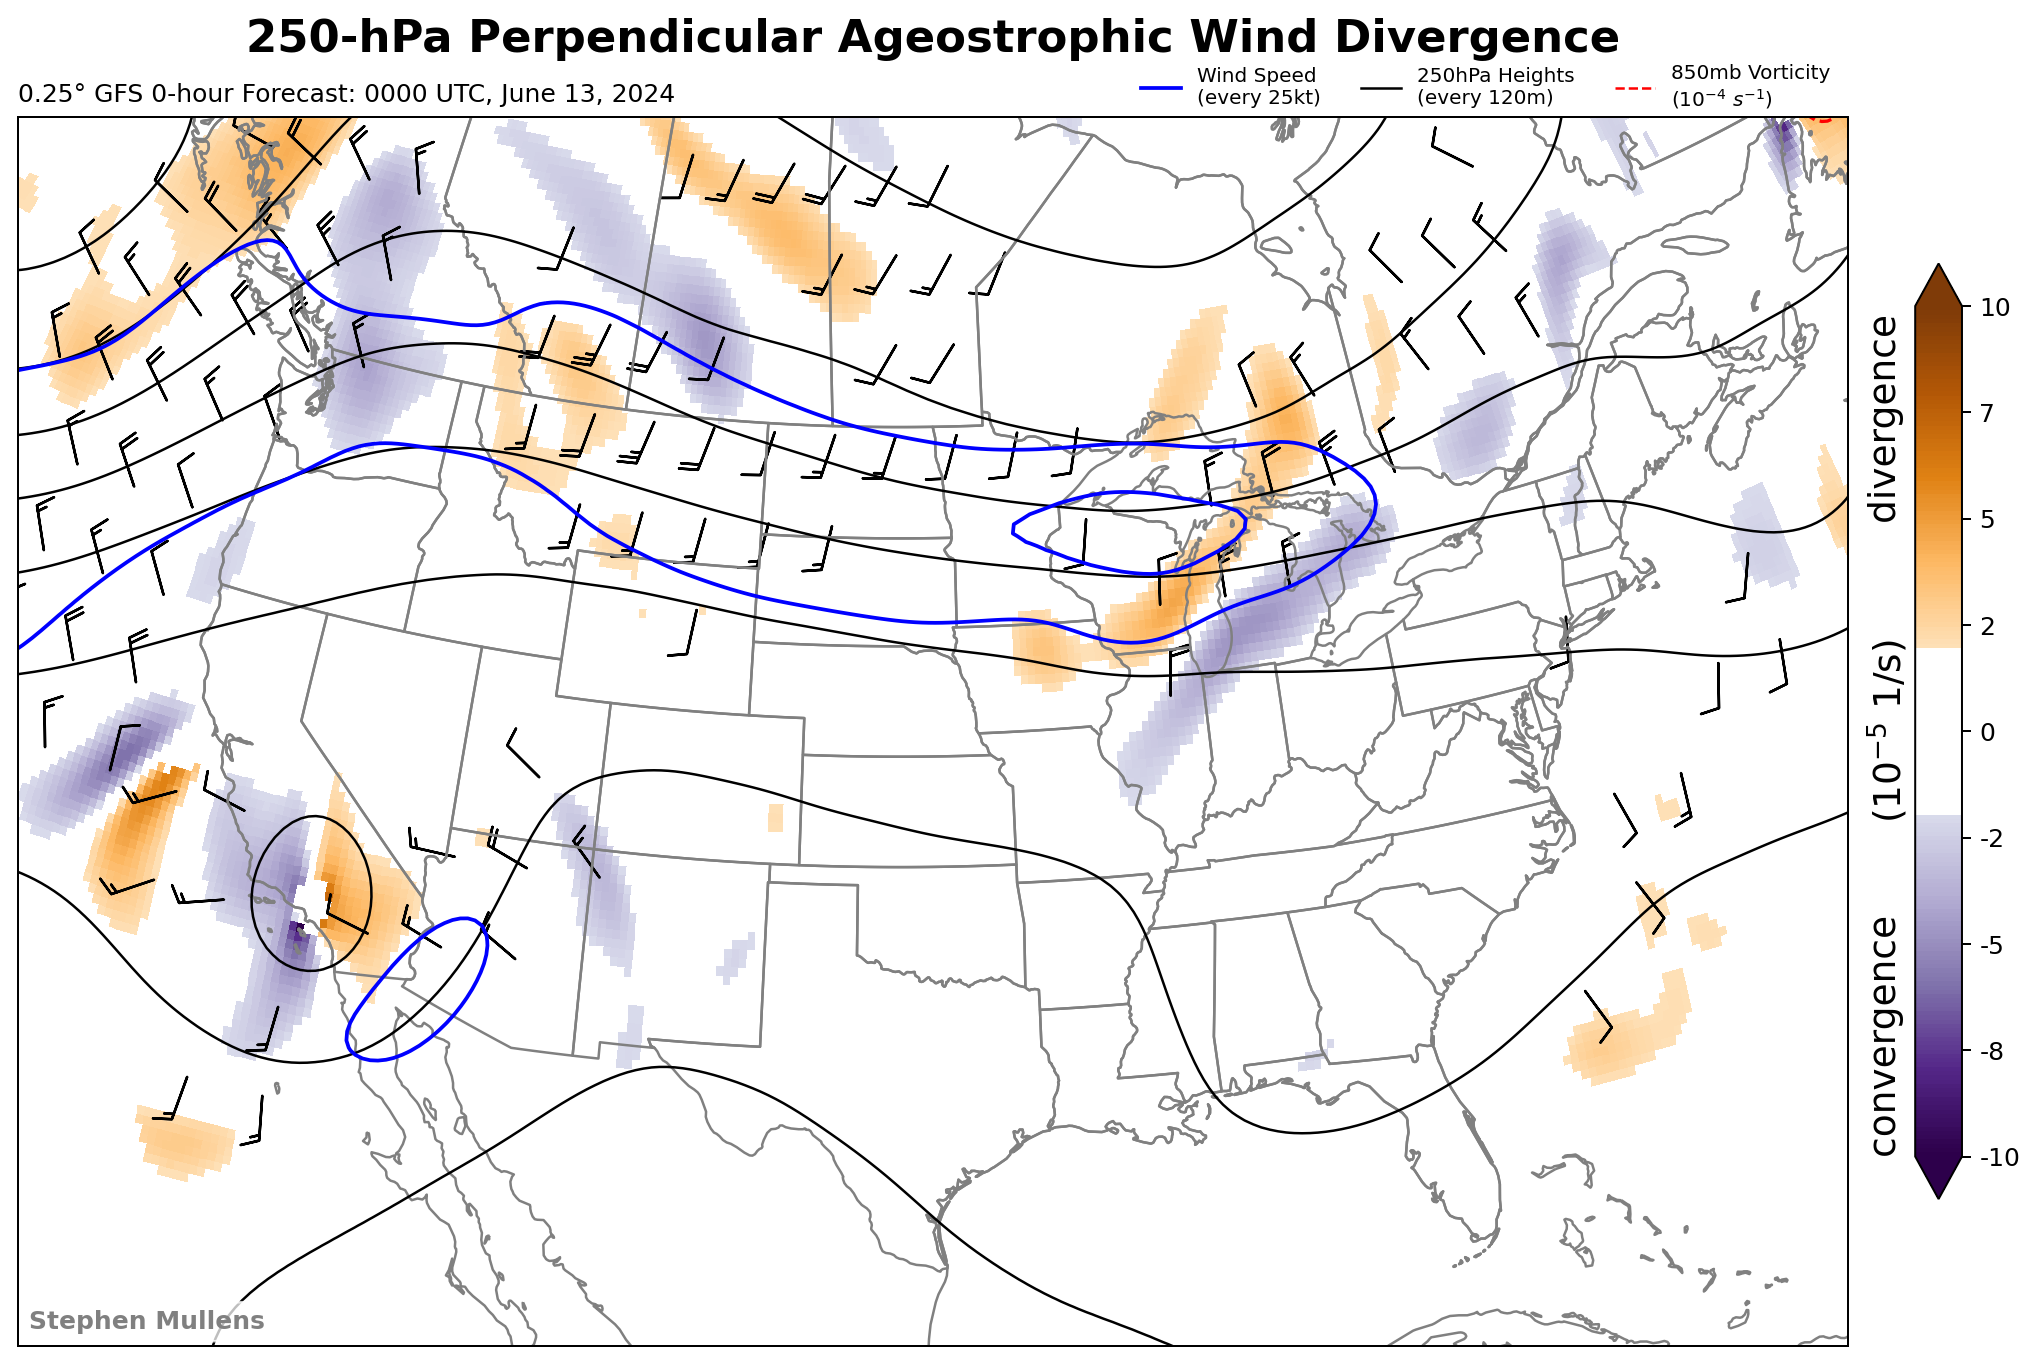 250-hPa Perpendicular Ageostrophic Wind Divergence
0.25° GFS 0-hour Forecast: 0000 UTC, June 13, 2024
Wind Speed
(every 25kt)
250hPa Heights
(every 120m)
850mb Vorticity
(10⁻⁴ s⁻¹)
10
7
5
2
0
-2
-5
-8
-10
convergence (10⁻⁵ 1/s) divergence
Stephen Mullens